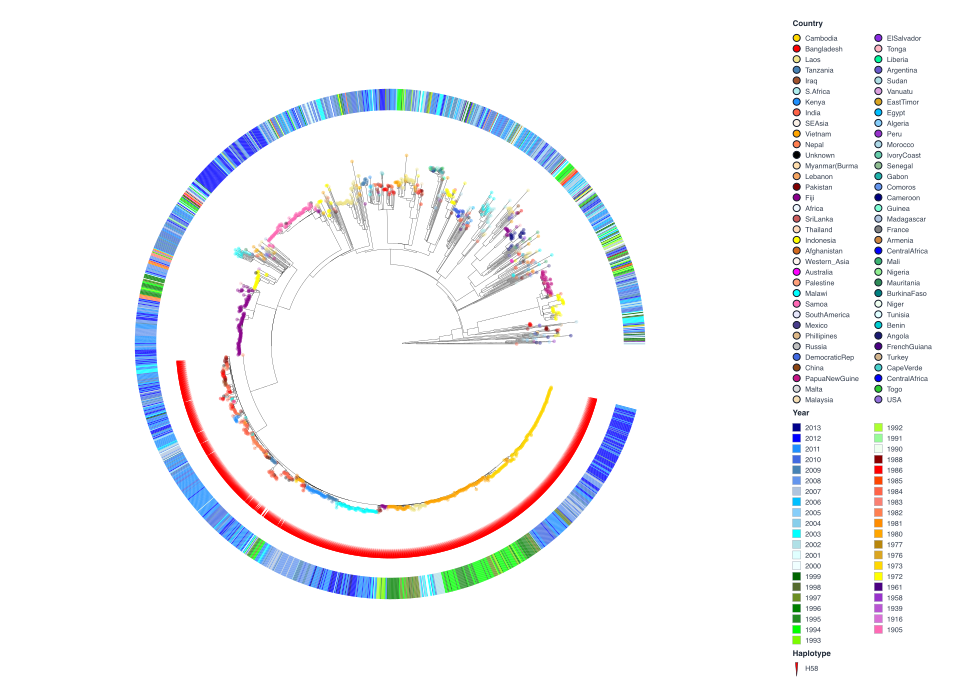 Country
Cambodia
Bangladesh
Laos
Tanzania
Iraq
S.Africa
Kenya
India
SEAsia
Vietnam
Nepal
Unknown
Myanmar(Burma
Lebanon
Pakistan
Fiji
Africa
SriLanka
Thailand
Indonesia
Afghanistan
Western_Asia
Australia
Palestine
Malawi
Samoa
SouthAmerica
Mexico
Phillipines
Russia
DemocraticRep
China
PapuaNewGuine
Malta
Malaysia
ElSalvador
Tonga
Liberia
Argentina
Sudan
Vanuatu
EastTimor
Egypt
Algeria
Peru
Morocco
IvoryCoast
Senegal
Gabon
Comoros
Cameroon
Guinea
Madagascar
France
Armenia
CentralAfrica
Mali
Nigeria
Mauritania
BurkinaFaso
Niger
Tunisia
Benin
Angola
FrenchGuiana
Turkey
CapeVerde
CentralAfrica
Togo
USA
Year
2013
2012
2011
2010
2009
2008
2007
2006
2005
2004
2003
2002
2001
2000
1999
1998
1997
1996
1995
1994
1993
1992
1991
1990
1988
1986
1985
1984
1983
1982
1981
1980
1977
1976
1973
1972
1961
1958
1939
1916
1905
Haplotype
H58